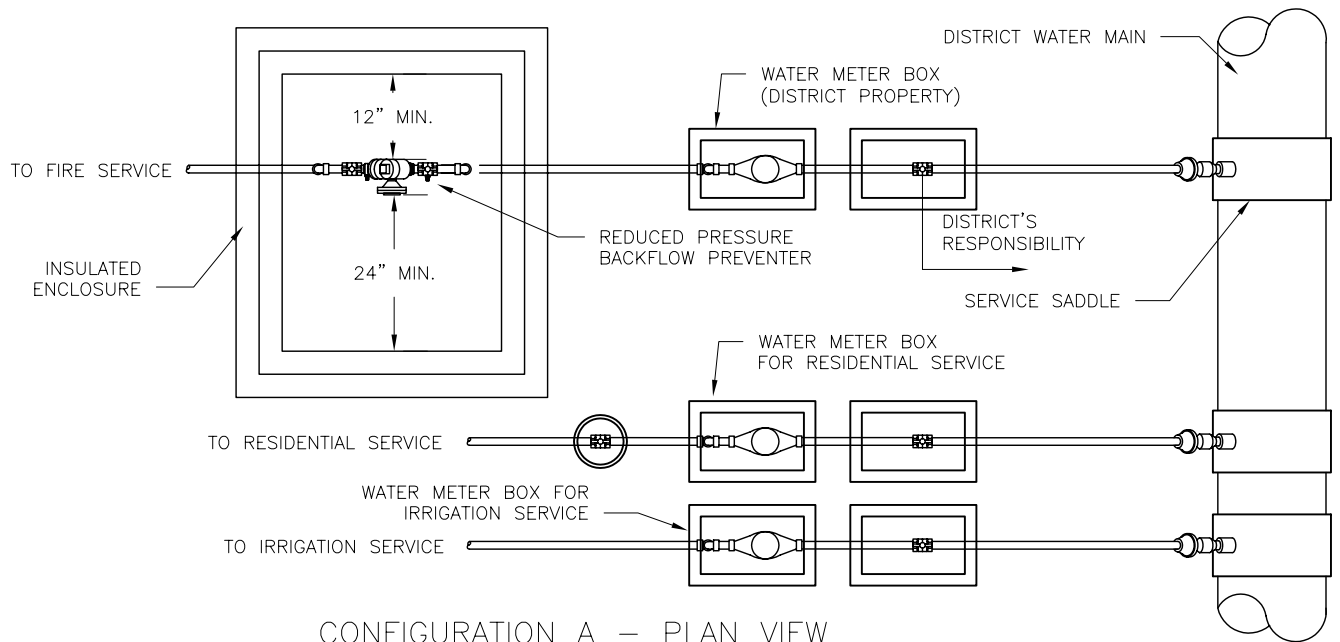 DISTRICT WATER MAIN
WATER METER BOX
(DISTRICT PROPERTY)
12” MIN.
TO FIRE SERVICE
DISTRICT'S
RESPONSIBILITY
REDUCED PRESSURE
BACKFLOW PREVENTER
INSULATED
ENCLOSURE
24” MIN.
SERVICE SADDLE
WATER METER BOX
FOR RESIDENTIAL SERVICE
TO RESIDENTIAL SERVICE
WATER METER BOX FOR
IRRIGATION SERVICE
TO IRRIGATION SERVICE
CONFIGURATION A – PLAN VIEW